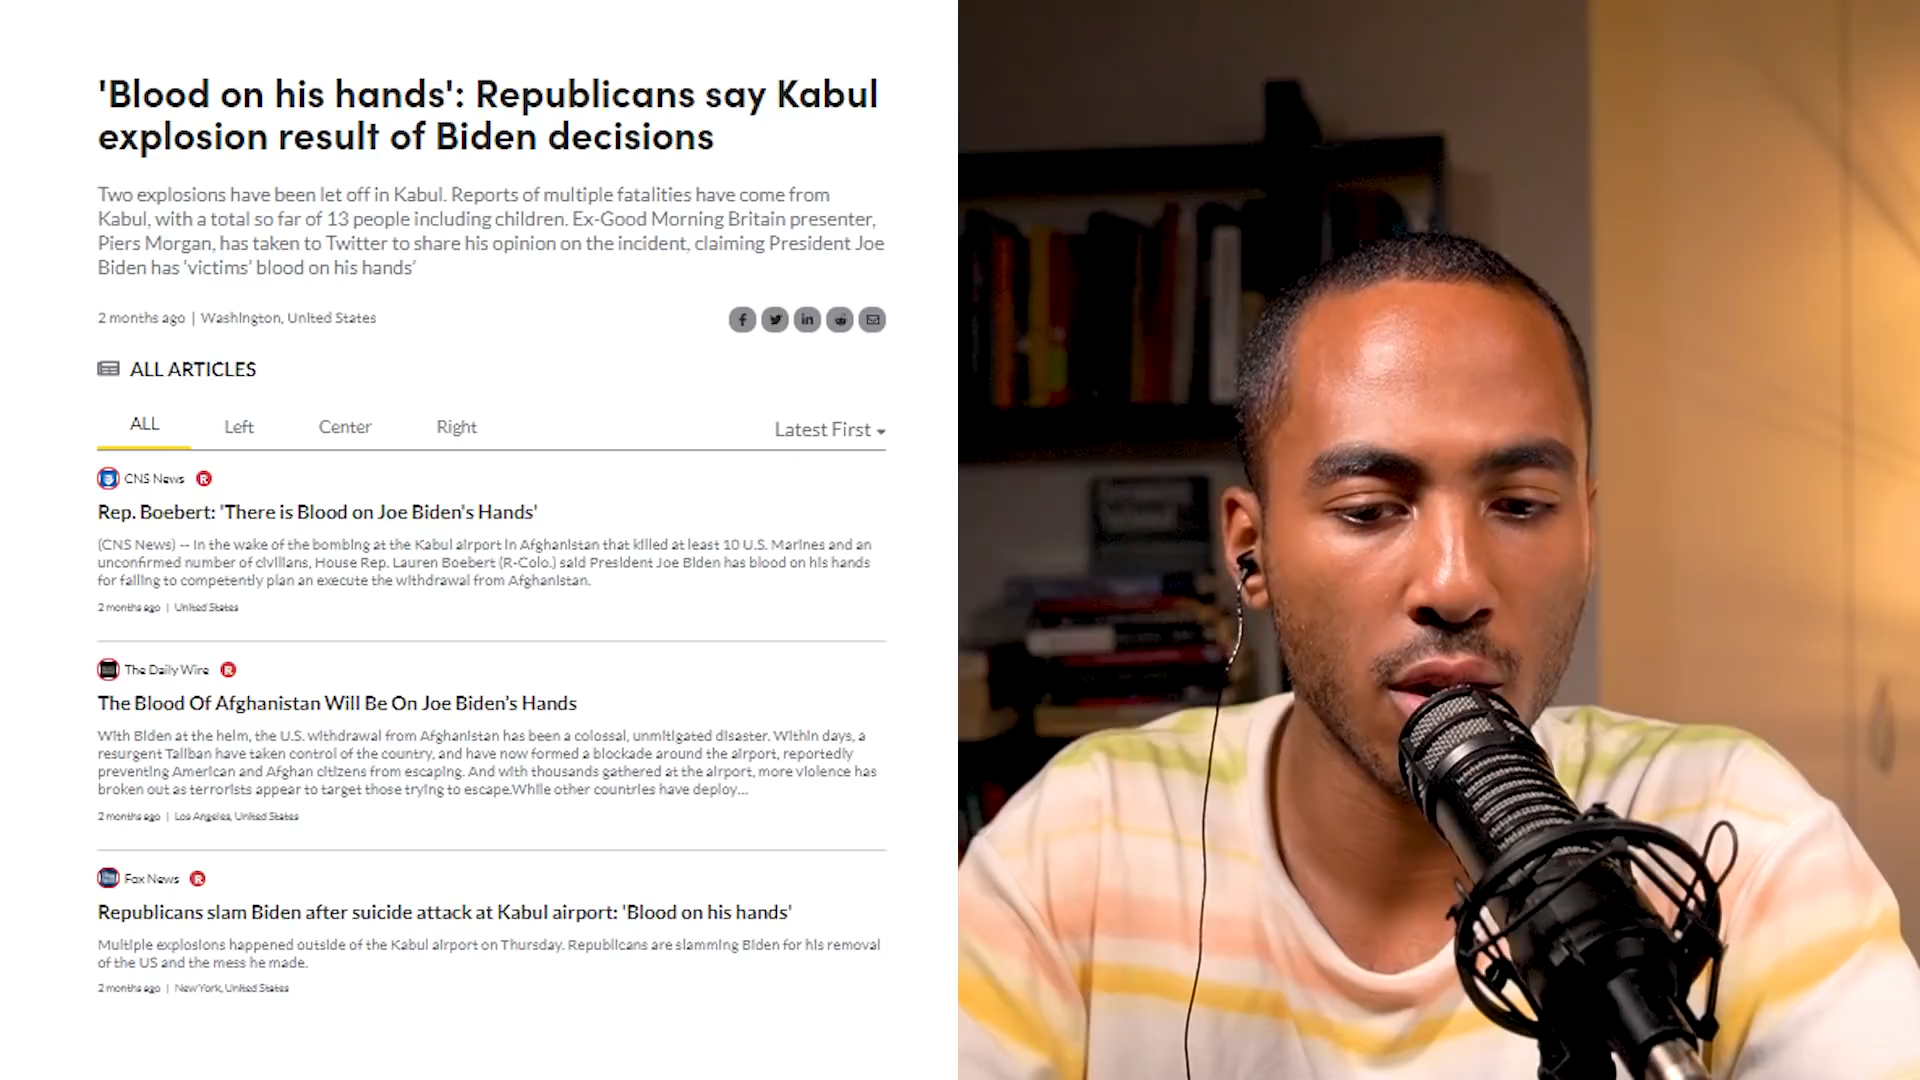 'Blood on his hands': Republicans say Kabul
explosion result of Biden decisions
Two explosions have been let off in Kabul. Reports of multiple fatalities have come from
Kabul, with a total so far of 13 people including children. Ex-Good Morning Britain presenter,
Piers Morgan, has taken to Twitter to share his opinion on the incident, claiming President Joe
Biden has 'victims' blood on his hands'
2 months ago | Washington, United States
ALL ARTICLES
ALL Left Center Right Latest First
CNS News R
Rep. Boebert: 'There is Blood on Joe Biden's Hands'
(CNS News) -- In the wake of the bombing at the Kabul airport in Afghanistan that killed at least 10 U.S. Marines and an
unconfirmed number of civilians, House Rep. Lauren Boebert (R-Colo.) said President Joe Biden has blood on his hands
for failing to competently plan an execute the withdrawal from Afghanistan.
2 months ago | United States
The Daily Wire R
The Blood Of Afghanistan Will Be On Joe Biden's Hands
With Biden at the helm, the U.S. withdrawal from Afghanistan has been a colossal, unmitigated disaster. Within days, a
resurgent Taliban have taken control of the country, and have now formed a blockade around the airport, reportedly
preventing American and Afghan citizens from escaping. And with thousands gathered at the airport, more violence has
broken out as terrorists appear to target those trying to escape.While other countries have deploy...
2 months ago | Los Angeles, United States
Fox News R
Republicans slam Biden after suicide attack at Kabul airport: 'Blood on his hands'
Multiple explosions happened outside of the Kabul airport on Thursday. Republicans are slamming Biden for his removal
of the US and the mess he made.
2 months ago | New York, United States